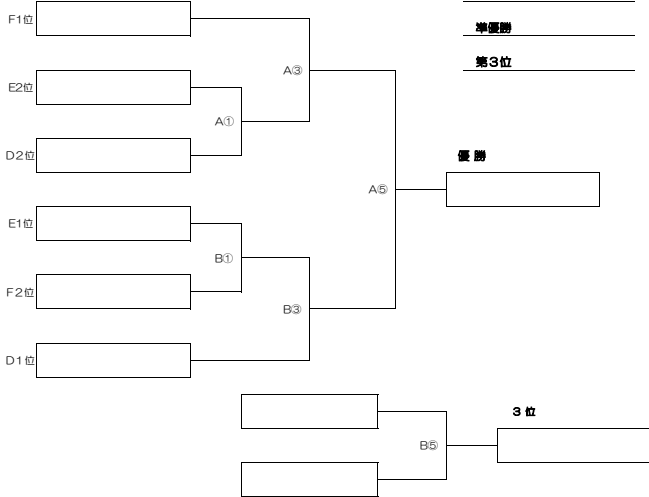 F1位
準優勝
第３位
A③
E2位
A①
D2位
優 勝
A⑤
E1位
B①
F2位
B③
D1位
３ 位
B⑤